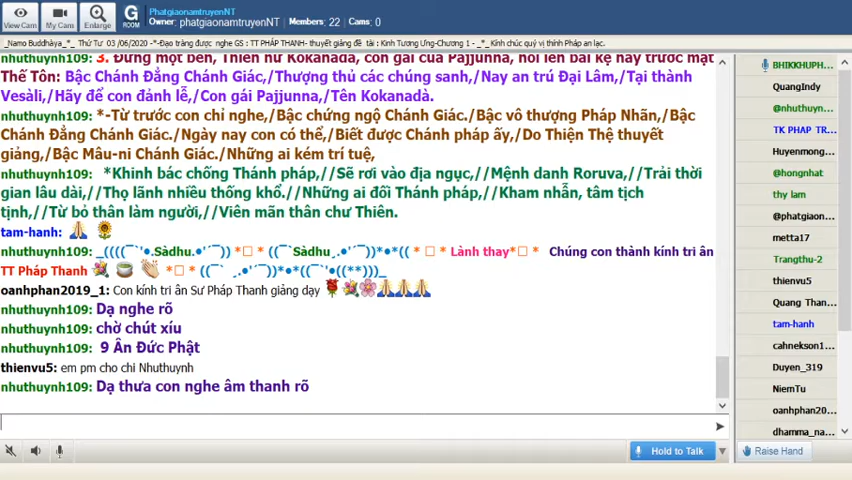 PhatgiaonamtruyenNT
Owner: phatgiaonamtruyenNT Members: 22 Cams: 0
View Cam My Cam Enlarge G ROOM
_Namo Buddhàya_*_ Thứ Tư 03 /06/2020 -*-Đạo tràng được nghe GS : TT PHÁP THANH- thuyết giảng đề tài : Kinh Tương Ưng-Chương 1 - _*_ Kính chúc quý vị thính Pháp an lạc.
nhuthuynh109: 3. Đứng một bên, Thiên nữ Kokanadà, con gái của Pajjunna, nói lên bài kệ này trước mặt
Thế Tôn: Bậc Chánh Đẳng Chánh Giác,/Thượng thủ các chúng sanh,/Nay an trú Đại Lâm,/Tại thành
Vesàli,/Hãy để con đảnh lễ,/Con gái Pajjunna,/Tên Kokanadà.
nhuthuynh109: *-Từ trước con chỉ nghe,/Bậc chứng ngộ Chánh Giác./Bậc vô thượng Pháp Nhãn,/Bậc
Chánh Đẳng Chánh Giác./Ngày nay con có thể,/Biết được Chánh pháp ấy,/Do Thiện Thệ thuyết
giảng,/Bậc Mâu-ni Chánh Giác./Những ai kém trí tuệ,
nhuthuynh109: *Khinh bác chống Thánh pháp,//Sẽ rơi vào địa ngục,//Mệnh danh Roruva,//Trải thời
gian lâu dài,//Thọ lãnh nhiều thống khổ.//Những ai đối Thánh pháp,//Kham nhẫn, tâm tịch
tịnh,//Từ bỏ thân làm người,//Viên mãn thân chư Thiên.
tam-hanh: 🙏 🌻
nhuthuynh109: _((((¯`'•.Sàdhu.•'´¯)) *□ * ((¯`Sàdhu ,.•'´¯))*•*(( * □ * Lành thay*□ * Chúng con thành kính tri ân
TT Pháp Thanh 💐 🍵 👏 *□ * ((¯` ,.•'´¯))*•*((¯`'•((**)))_
oanhphan2019_1: Con kính tri ân Sư Pháp Thanh giảng dạy 🌹💐🌸🙏🙏🙏
nhuthuynh109: Dạ nghe rõ
nhuthuynh109: chờ chút xíu
nhuthuynh109: 9 Ân Đức Phật
thienvu5: em pm cho chi Nhuthuynh
nhuthuynh109: Dạ thưa con nghe âm thanh rõ
Hold to Talk
BHIKKHUPH...
QuangIndy
@nhuthuyn...
TK PHAP TR...
Huyenmong...
@hongnhat
thy lam
@phatgiaon...
metta17
Trangthu-2
thienvu5
Quang Than...
tam-hanh
cahnekson1...
Duyen_319
NiemTu
oanhphan20...
dhamma_na...
Raise Hand